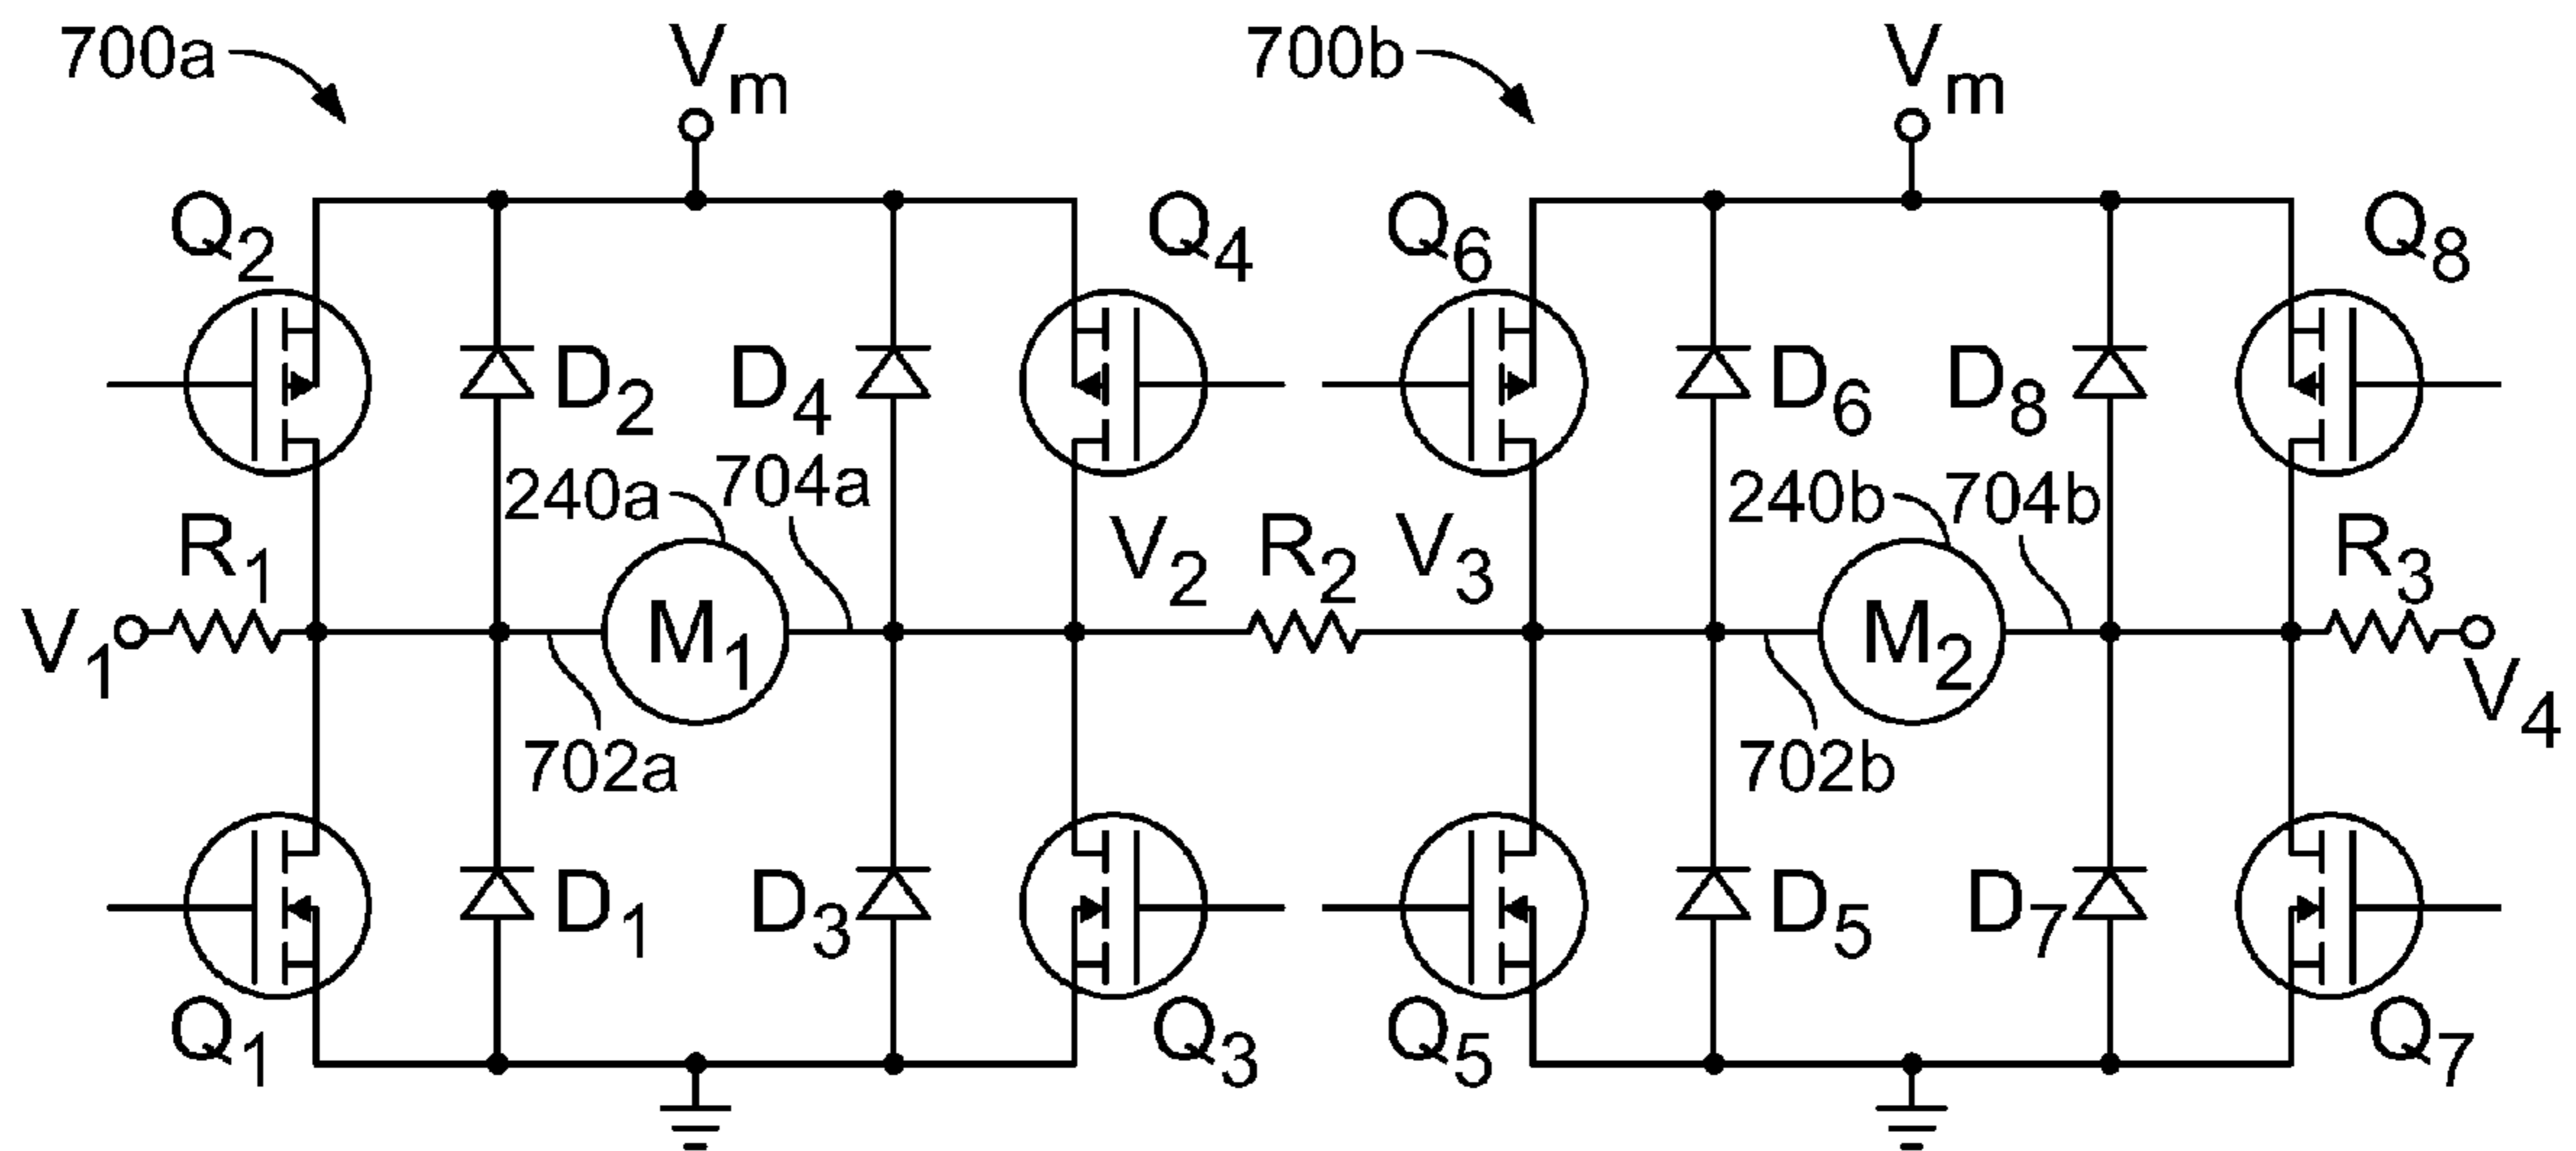 700a
Vm
700b
Vm
Q2
Q4
Q6
Q8
D2
D4
D6
D8
240a
704a
240b
704b
R1
V2
R2
V3
R3
V1
M1
M2
V4
702a
702b
D1
D3
D5
D7
Q1
Q3
Q5
Q7